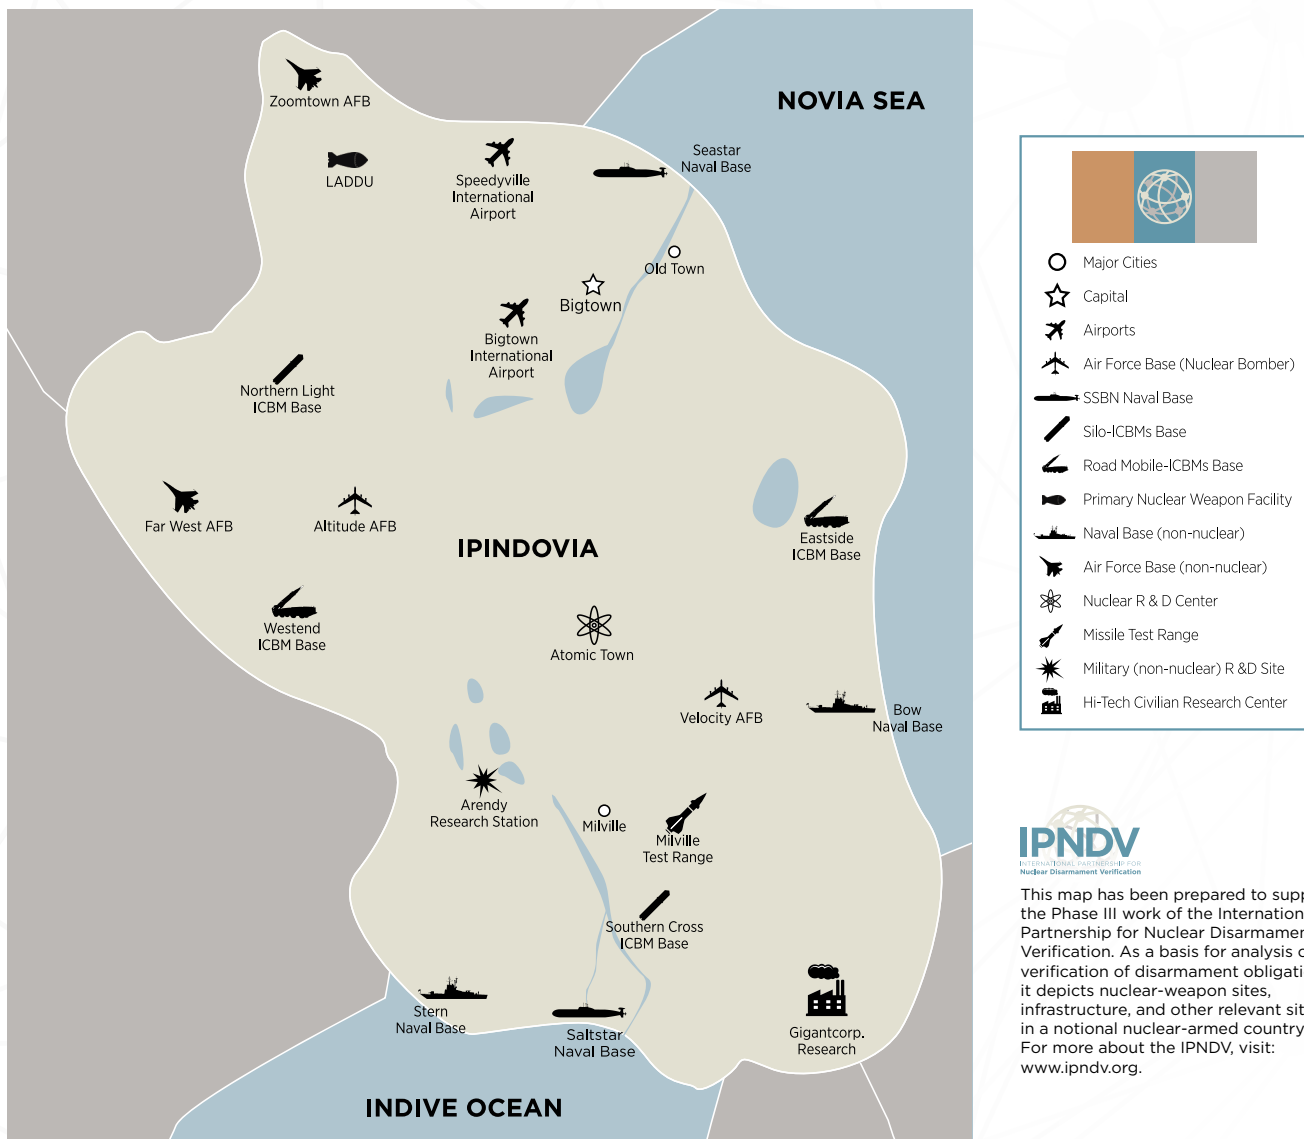 NOVIA SEA
Zoomtown AFB
LADDU
Speedyville
International
Airport
Seastar
Naval Base
Old Town
Bigtown
Bigtown
International
Airport
Northern Light
ICBM Base
Far West AFB
Altitude AFB
IPINDOVIA
Eastside
ICBM Base
Westend
ICBM Base
Atomic Town
Velocity AFB
Bow
Naval Base
Arendy
Research Station
Milville
Milville
Test Range
Southern Cross
ICBM Base
Stern
Naval Base
Saltstar
Naval Base
Gigantcorp.
Research
INDIVE OCEAN
Major Cities
Capital
Airports
Air Force Base (Nuclear Bomber)
SSBN Naval Base
Silo-ICBMs Base
Road Mobile-ICBMs Base
Primary Nuclear Weapon Facility
Naval Base (non-nuclear)
Air Force Base (non-nuclear)
Nuclear R & D Center
Missile Test Range
Military (non-nuclear) R &D Site
Hi-Tech Civilian Research Center
IPNDV
INTERNATIONAL PARTNERSHIP FOR
Nuclear Disarmament Verification
This map has been prepared to supp
the Phase III work of the Internation
Partnership for Nuclear Disarmamen
Verification. As a basis for analysis o
verification of disarmament obligati
it depicts nuclear-weapon sites,
infrastructure, and other relevant sit
in a notional nuclear-armed country
For more about the IPNDV, visit:
www.ipndv.org.